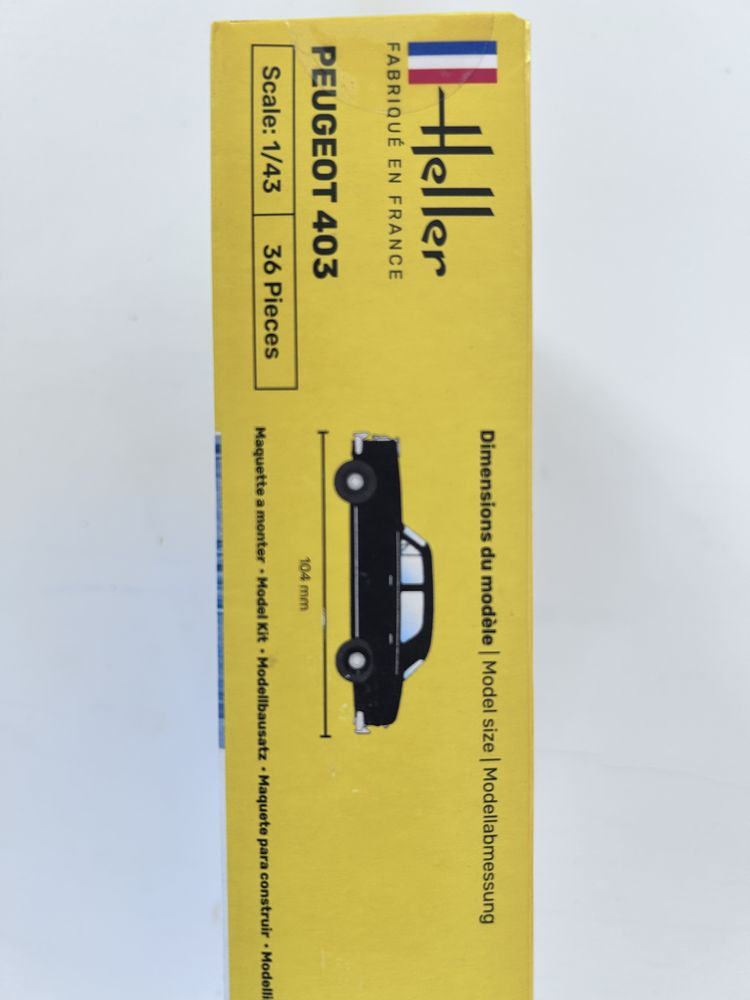 Heller
FABRIQUÉ EN FRANCE
PEUGEOT 403
Scale: 1/43
36 Pieces
Dimensions du modèle | Model size | Modellabmessung
104 mm
Maquette a monter • Model Kit • Modellbausatz • Maquete para construir • Modelli